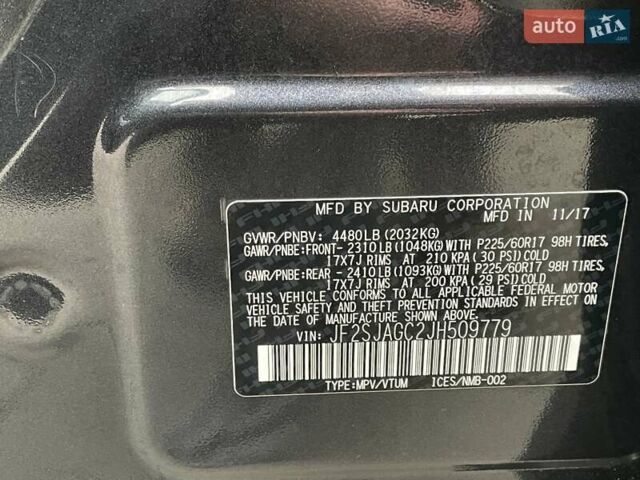 auto RIA
MFD BY SUBARU CORPORATION
MFD IN 11/17
GVWR/PNBV: 4480LB (2032KG)
GAWR/PNBE:FRONT- 2310LB (1048KG) WITH P225/60R17 98H TIRES,
17X7J RIMS AT 210 KPA (30 PSI) COLD
GAWR/PNBE:REAR - 2410LB (1093KG) WITH P225/60R17 98H TIRES,
17X7J RIMS AT 200 KPA (29 PSI) COLD
THIS VEHICLE CONFORMS TO ALL APPLICABLE FEDERAL MOTOR
VEHICLE SAFETY AND THEFT PREVENTION STANDARDS IN EFFECT ON
THE DATE OF MANUFACTURE SHOWN ABOVE.
VIN: JF2SJAGC2JH509779
TYPE:MPV/VTUM ICES/NMB-002